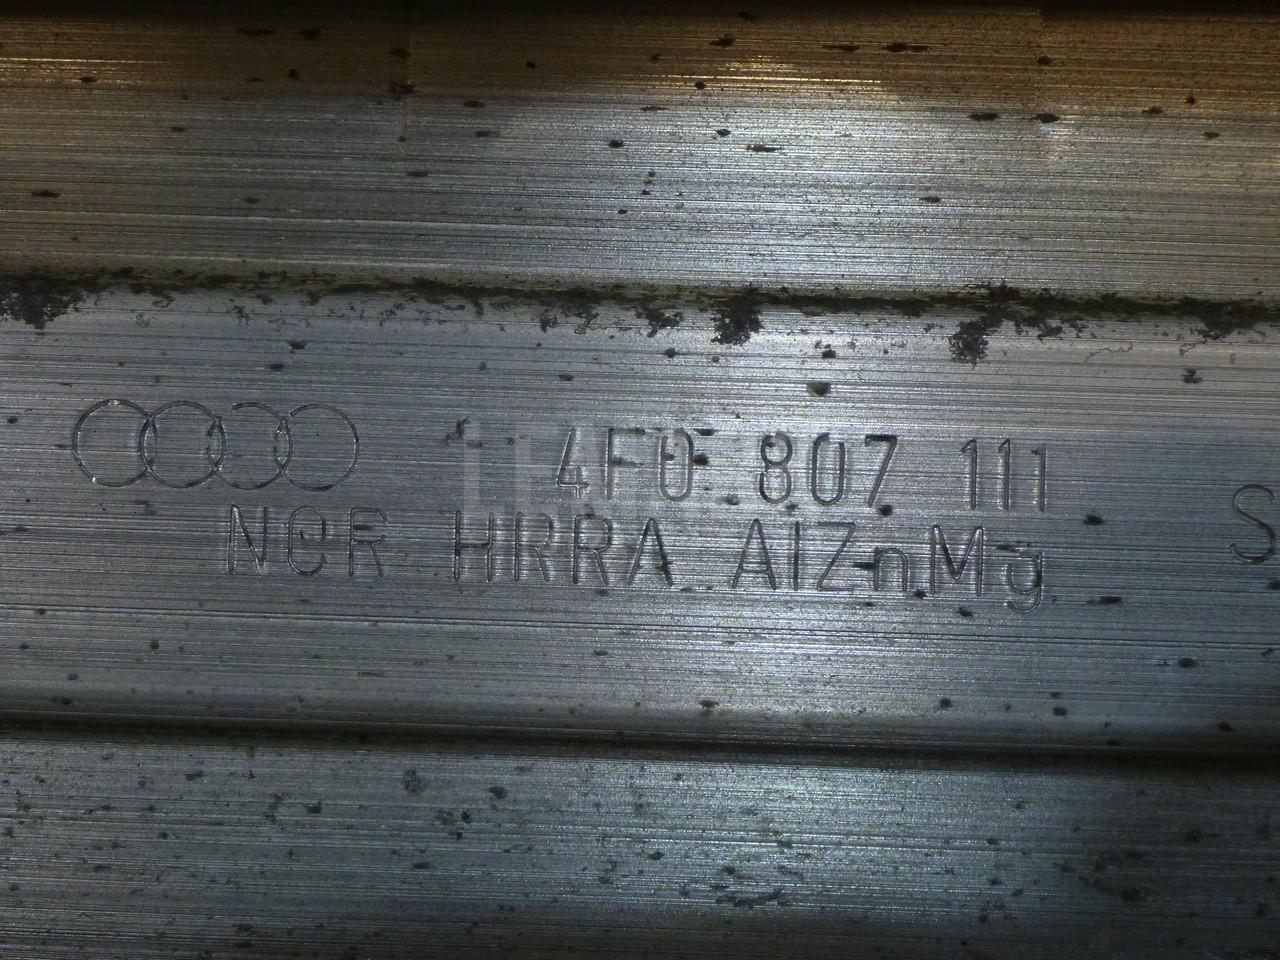 4F0 807 111
NCR HRRA AlZnMg
S